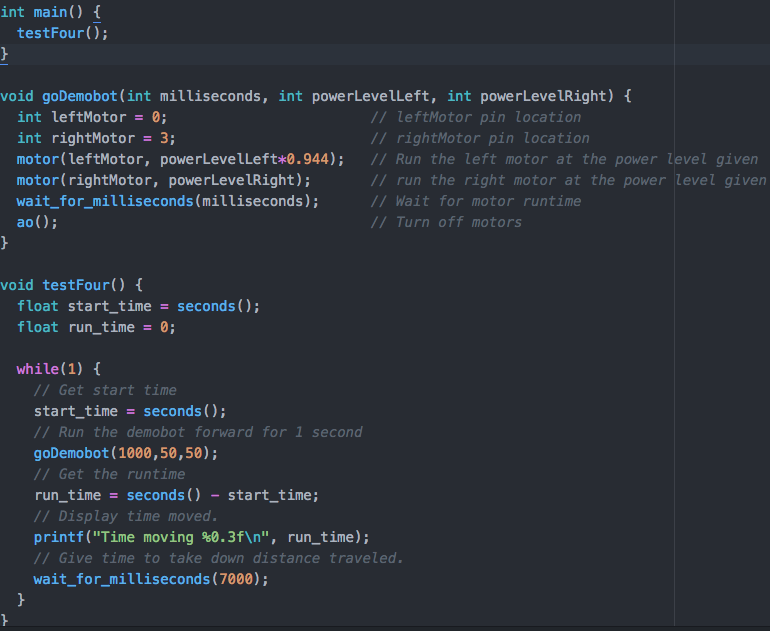 int main() {
  testFour();
}

void goDemobot(int milliseconds, int powerLevelLeft, int powerLevelRight) {
  int leftMotor = 0;                        // leftMotor pin location
  int rightMotor = 3;                       // rightMotor pin location
  motor(leftMotor, powerLevelLeft*0.944);   // Run the left motor at the power level given
  motor(rightMotor, powerLevelRight);       // run the right motor at the power level given
  wait_for_milliseconds(milliseconds);      // Wait for motor runtime
  ao();                                     // Turn off motors
}

void testFour() {
  float start_time = seconds();
  float run_time = 0;

  while(1) {
    // Get start time
    start_time = seconds();
    // Run the demobot forward for 1 second
    goDemobot(1000,50,50);
    // Get the runtime
    run_time = seconds() - start_time;
    // Display time moved.
    printf("Time moving %0.3f\n", run_time);
    // Give time to take down distance traveled.
    wait_for_milliseconds(7000);
  }
}